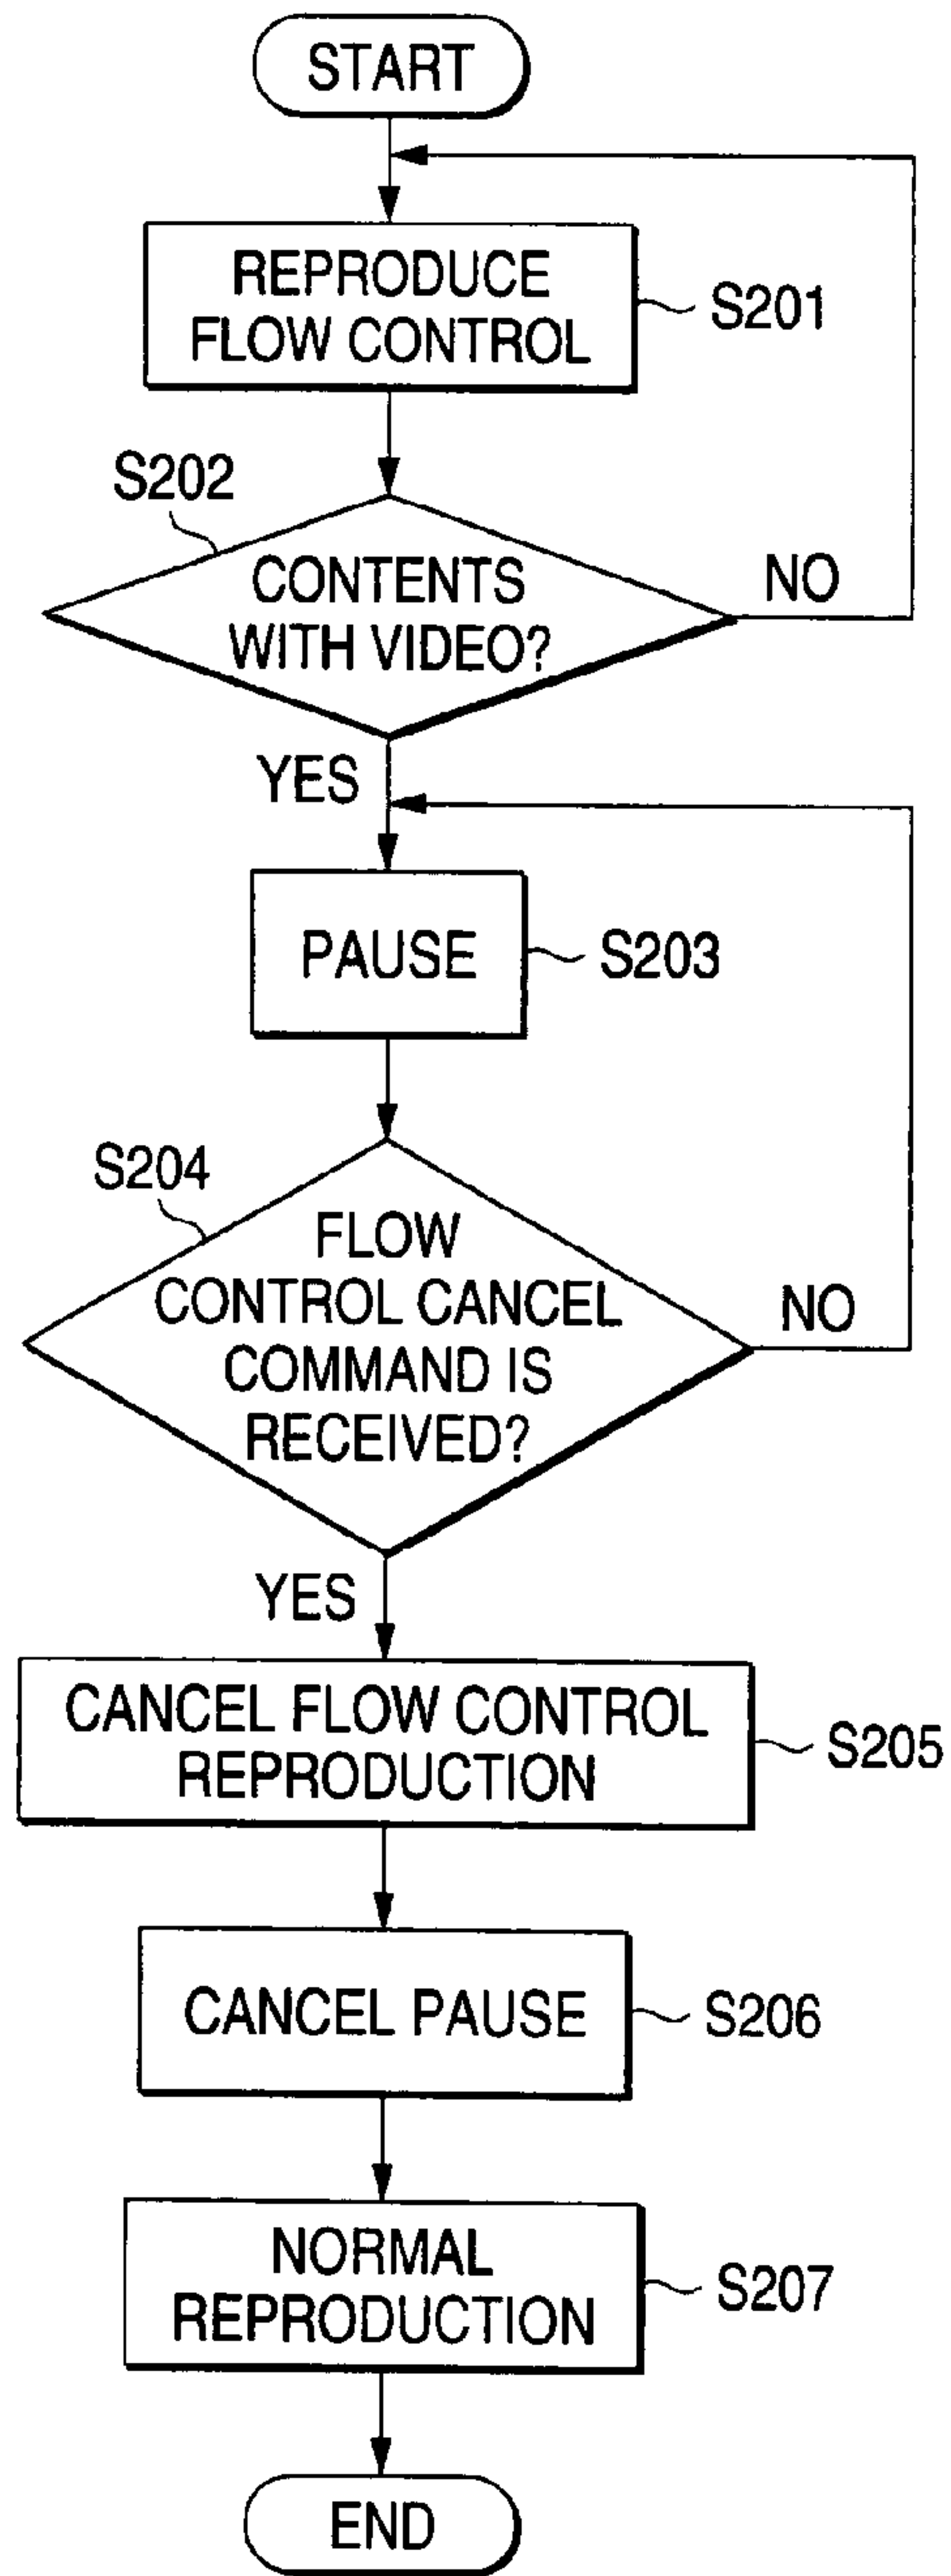 START
REPRODUCE
FLOW CONTROL
S201
S202
CONTENTS
WITH VIDEO?
NO
YES
PAUSE
S203
S204
FLOW
CONTROL CANCEL
COMMAND IS
RECEIVED?
NO
YES
CANCEL FLOW CONTROL
REPRODUCTION
S205
CANCEL PAUSE
S206
NORMAL
REPRODUCTION
S207
END